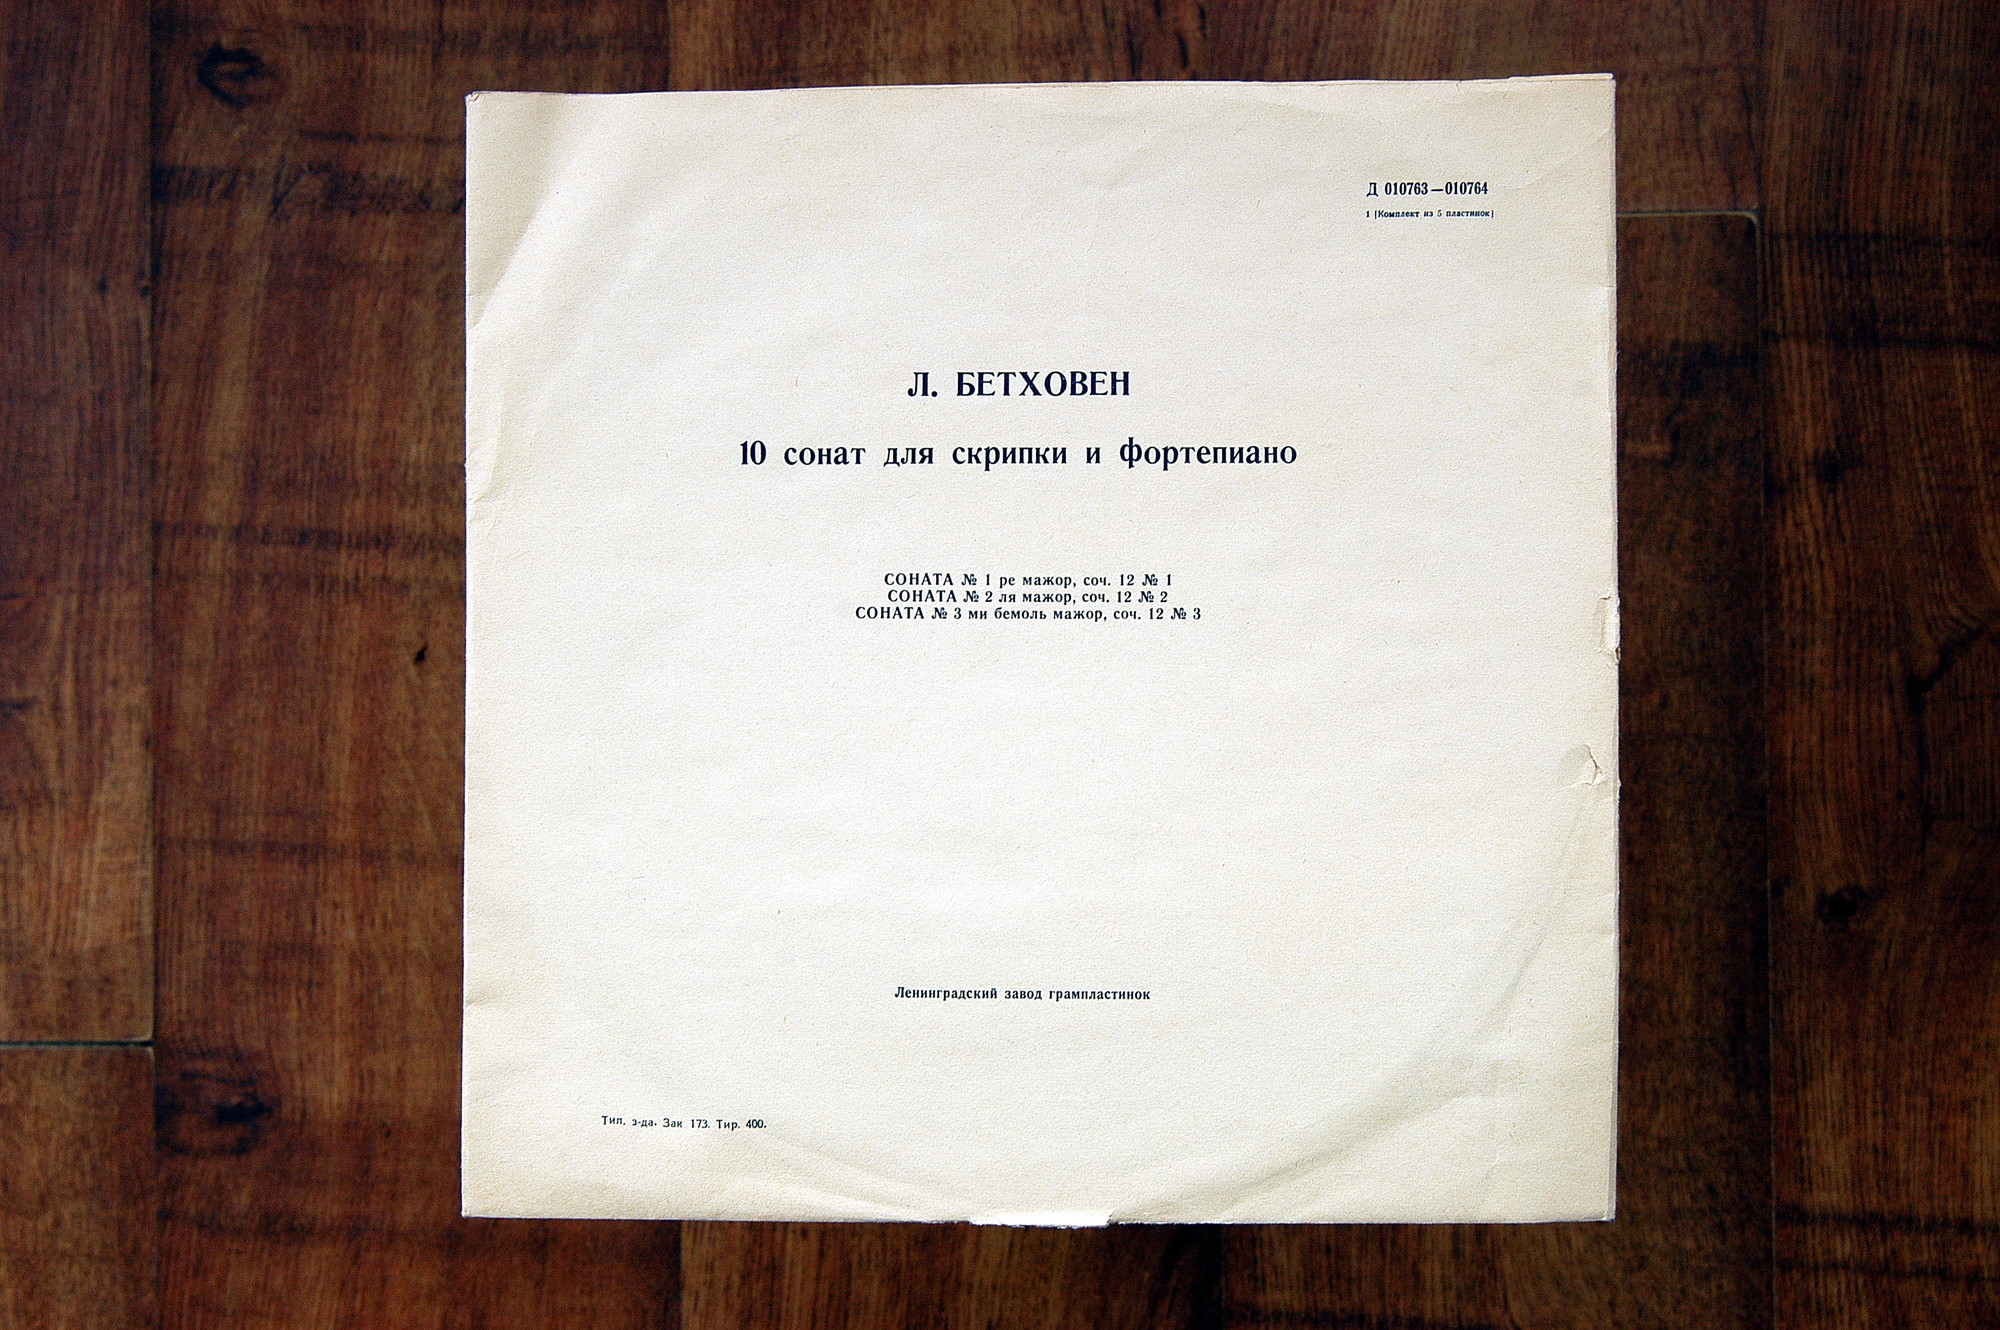 Д 010763—010764
1 (Комплект из 5 пластинок)
Л. БЕТХОВЕН
10 сонат для скрипки и фортепиано
СОНАТА № 1 ре мажор, соч. 12 № 1
СОНАТА № 2 ля мажор, соч. 12 № 2
СОНАТА № 3 ми бемоль мажор, соч. 12 № 3
Ленинградский завод грампластинок
Тип. з-да. Зак 173. Тир. 400.